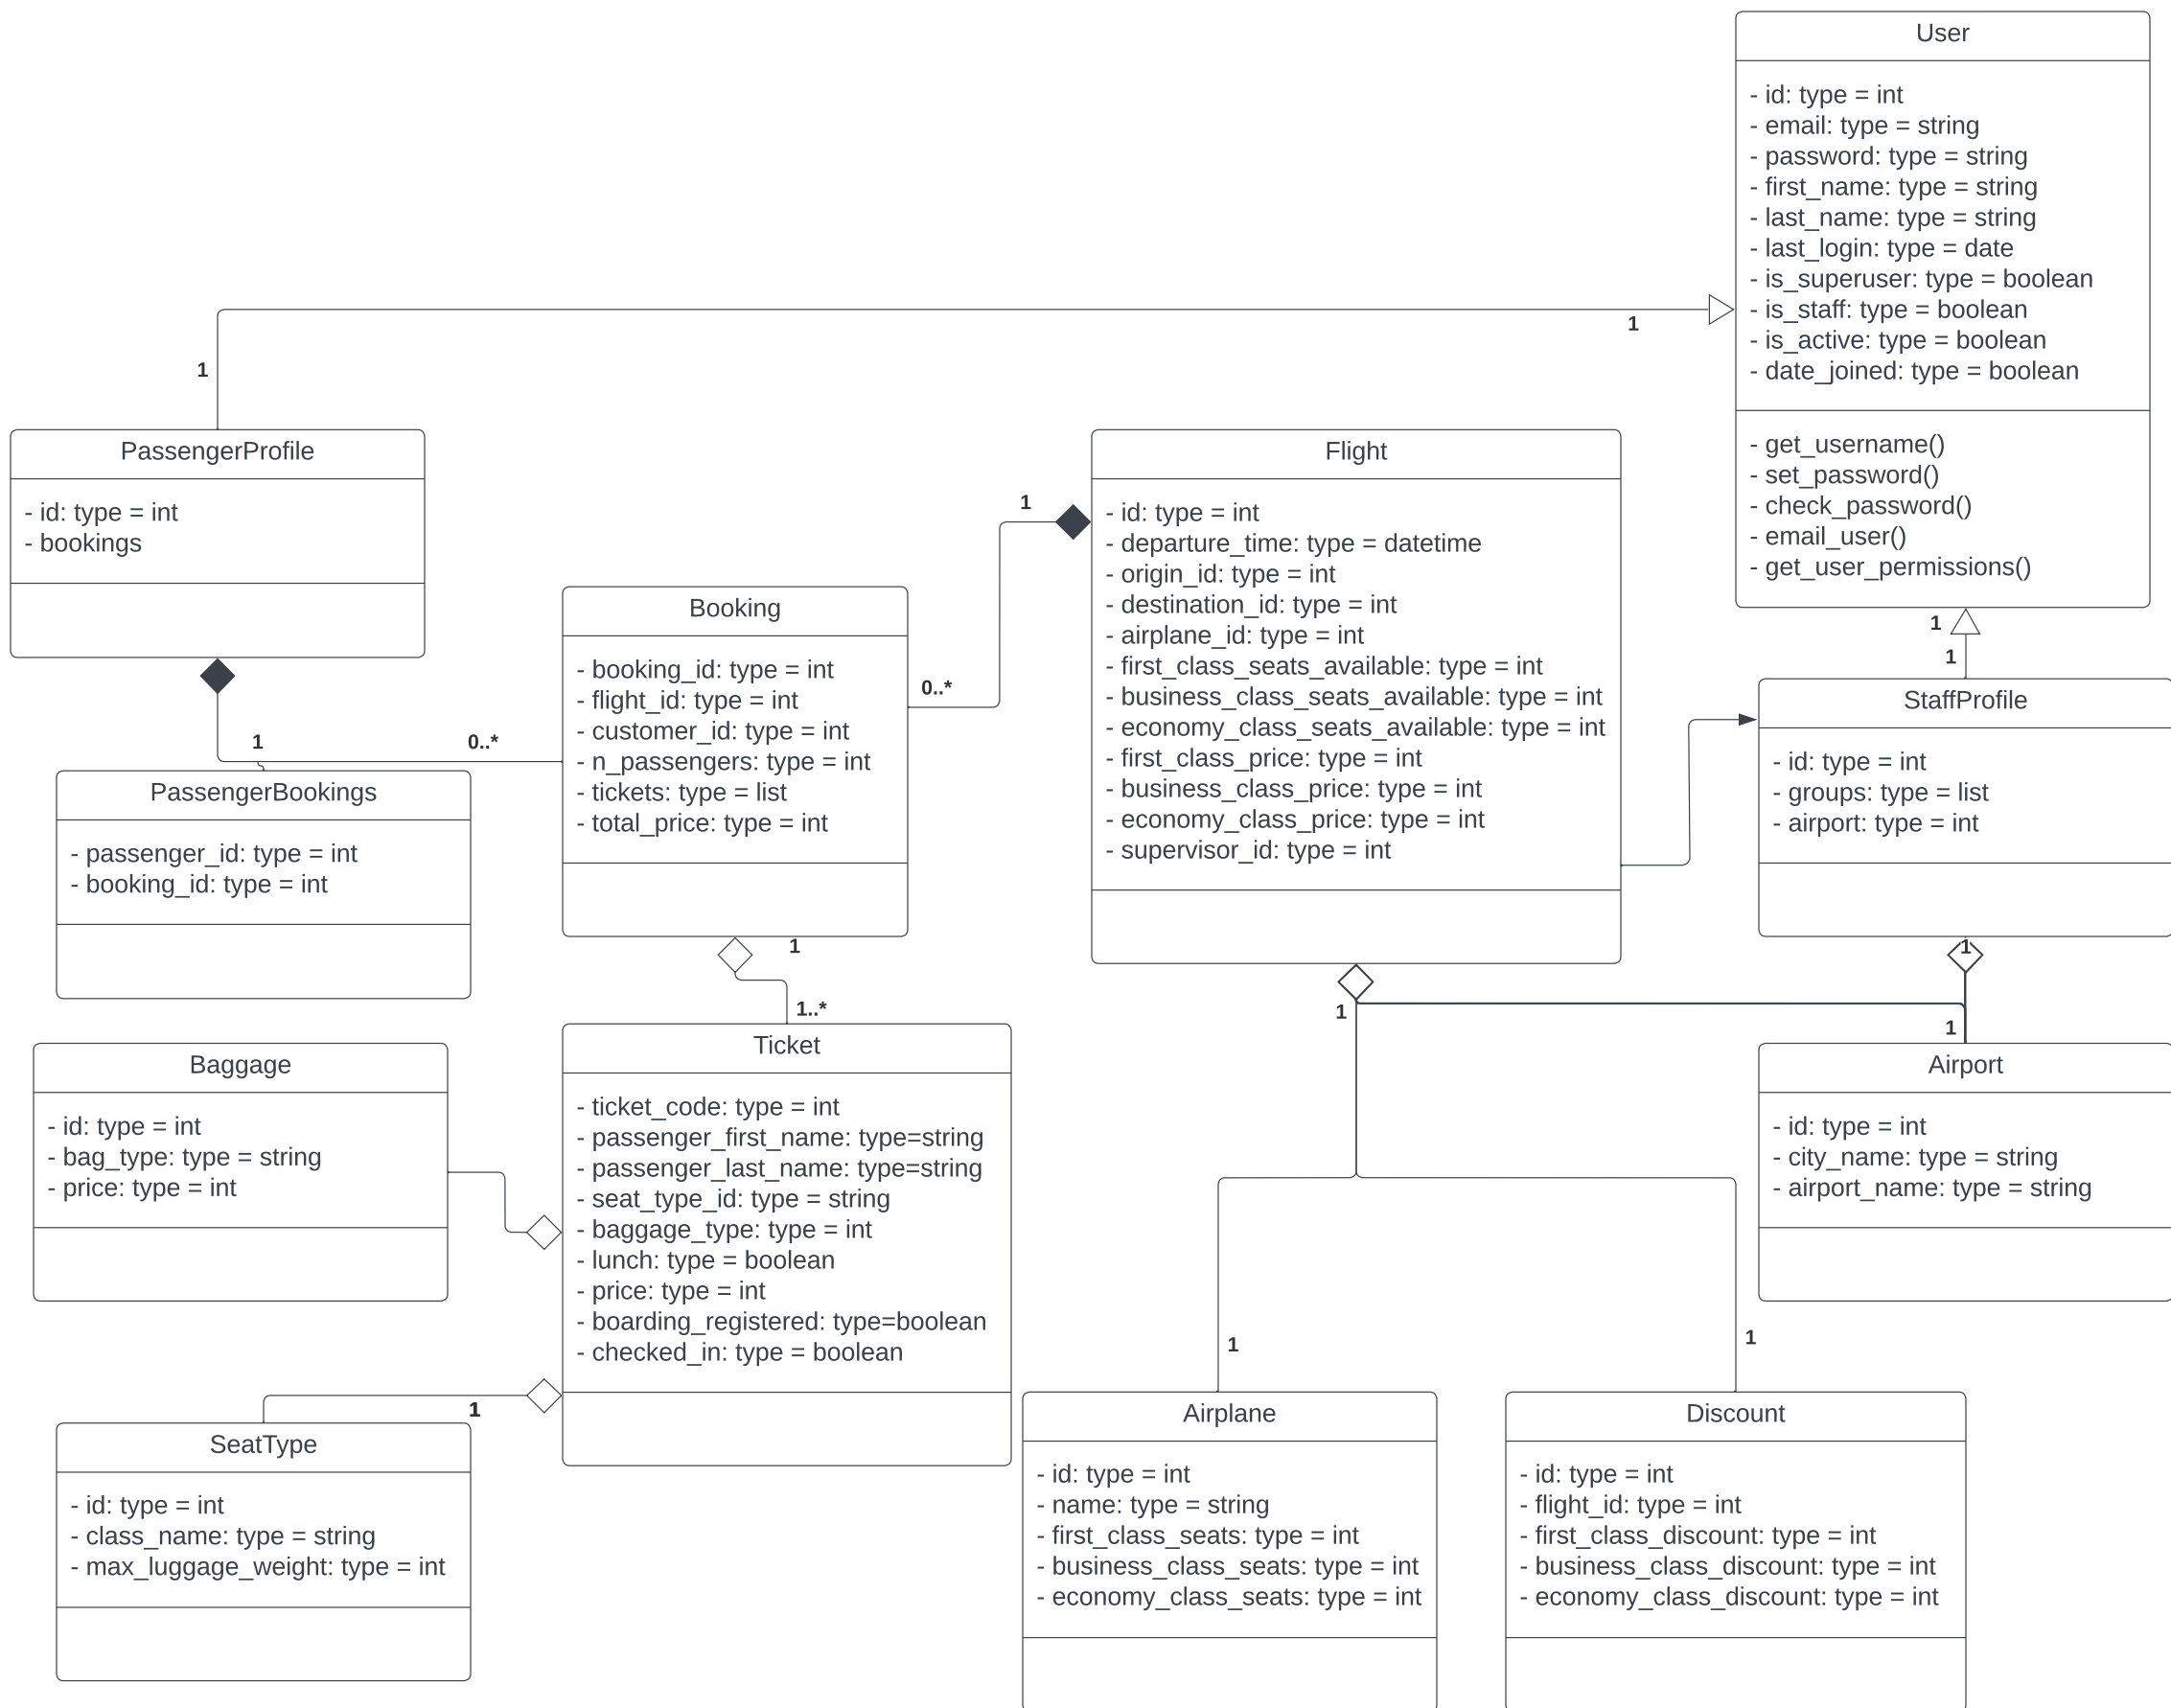 User
- id: type = int
- email: type = string
- password: type = string
- first_name: type = string
- last_name: type = string
- last_login: type = date
- is_superuser: type = boolean
- is_staff: type = boolean
- is_active: type = boolean
- date_joined: type = boolean
- get_username()
- set_password()
- check_password()
- email_user()
- get_user_permissions()
1
1
PassengerProfile
- id: type = int
- bookings
1
0..*
PassengerBookings
- passenger_id: type = int
- booking_id: type = int
Booking
- booking_id: type = int
- flight_id: type = int
- customer_id: type = int
- n_passengers: type = int
- tickets: type = list
- total_price: type = int
1
0..*
Flight
- id: type = int
- departure_time: type = datetime
- origin_id: type = int
- destination_id: type = int
- airplane_id: type = int
- first_class_seats_available: type = int
- business_class_seats_available: type = int
- economy_class_seats_available: type = int
- first_class_price: type = int
- business_class_price: type = int
- economy_class_price: type = int
- supervisor_id: type = int
1
1
StaffProfile
- id: type = int
- groups: type = list
- airport: type = int
1
1
1
1..*
Baggage
- id: type = int
- bag_type: type = string
- price: type = int
Ticket
- ticket_code: type = int
- passenger_first_name: type=string
- passenger_last_name: type=string
- seat_type_id: type = string
- baggage_type: type = int
- lunch: type = boolean
- price: type = int
- boarding_registered: type=boolean
- checked_in: type = boolean
1
Airport
- id: type = int
- city_name: type = string
- airport_name: type = string
1
SeatType
- id: type = int
- class_name: type = string
- max_luggage_weight: type = int
1
Airplane
- id: type = int
- name: type = string
- first_class_seats: type = int
- business_class_seats: type = int
- economy_class_seats: type = int
1
Discount
- id: type = int
- flight_id: type = int
- first_class_discount: type = int
- business_class_discount: type = int
- economy_class_discount: type = int